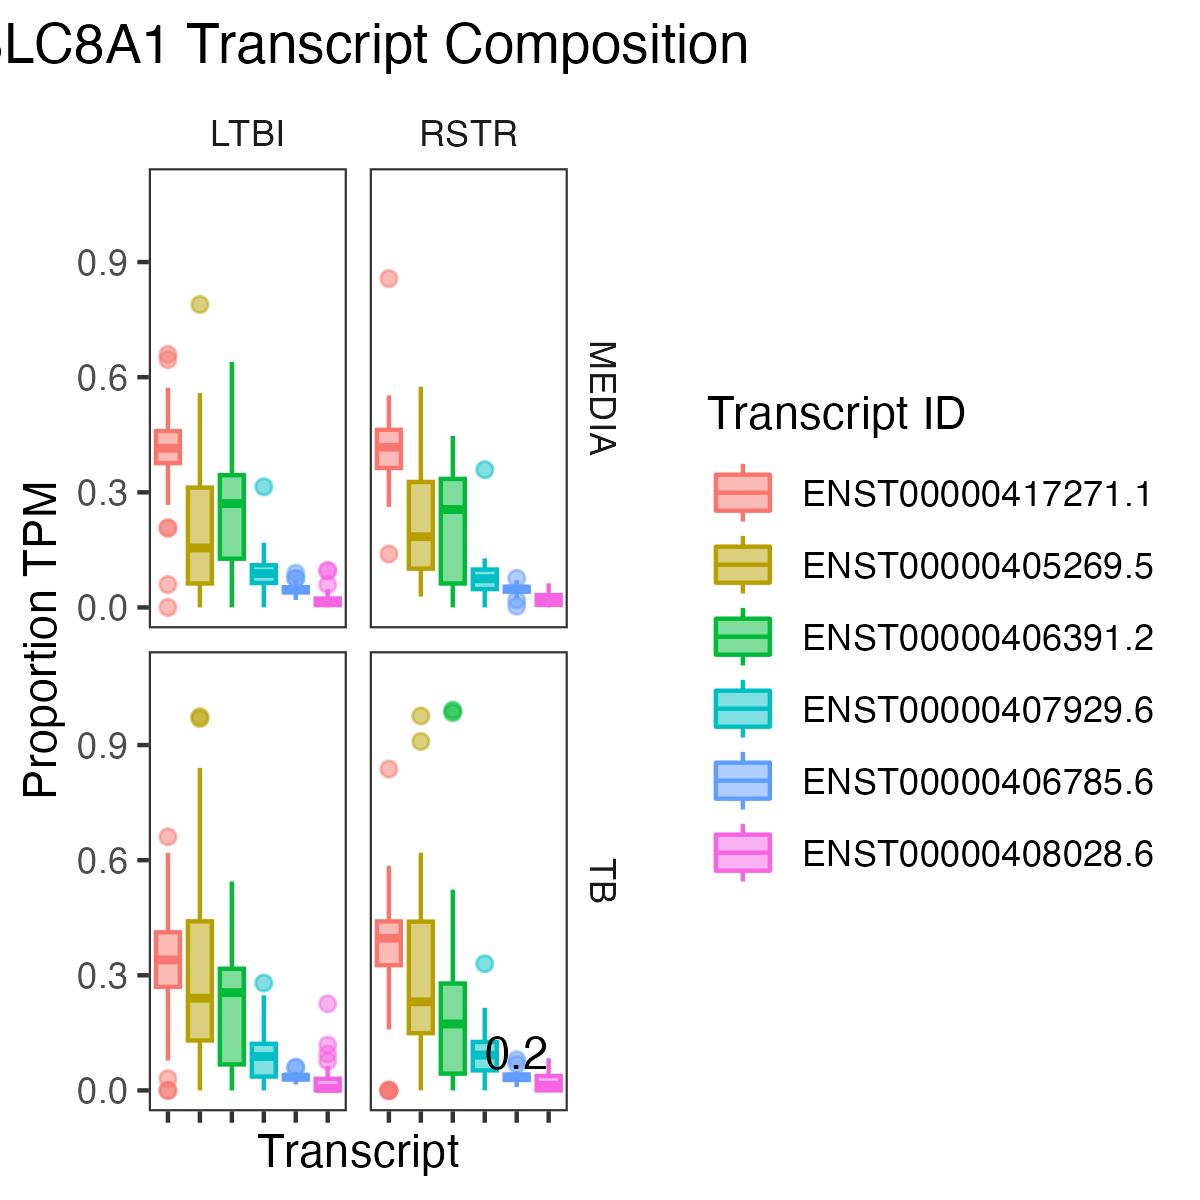 SLC8A1 Transcript Composition
LTBI
RSTR
MEDIA
TB
0.9
0.6
0.3
0.0
0.9
0.6
0.3
0.0
0.2
Proportion TPM
Transcript
Transcript ID
ENST00000417271.1
ENST00000405269.5
ENST00000406391.2
ENST00000407929.6
ENST00000406785.6
ENST00000408028.6